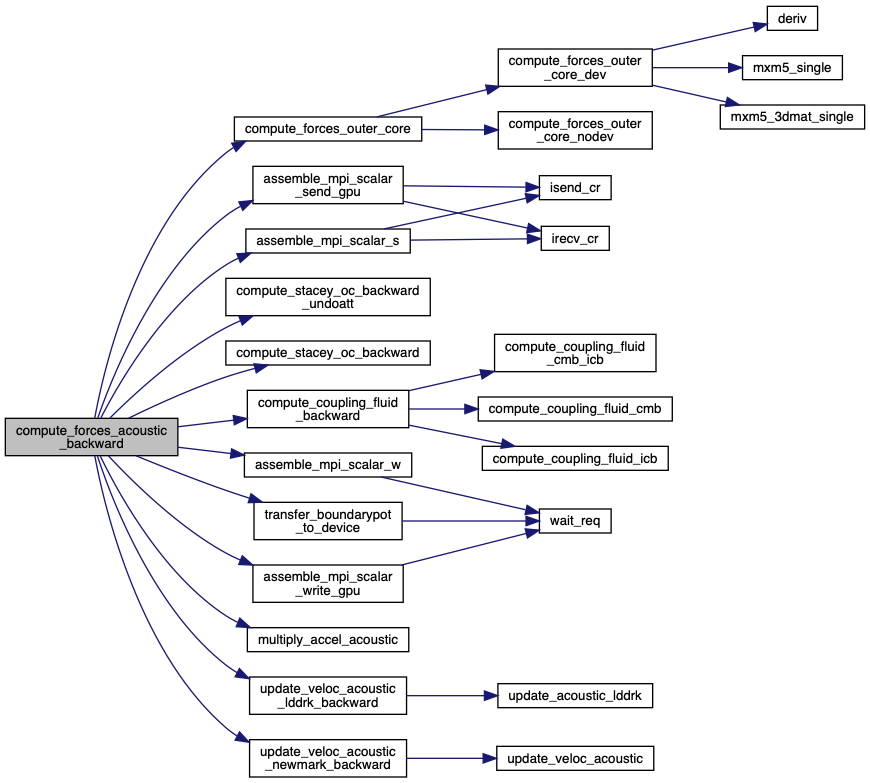 deriv
compute_forces_outer
_core_dev
mxm5_single
mxm5_3dmat_single
compute_forces_outer_core
compute_forces_outer
_core_nodev
assemble_mpi_scalar
_send_gpu
isend_cr
assemble_mpi_scalar_s
irecv_cr
compute_stacey_oc_backward
_undoatt
compute_stacey_oc_backward
compute_coupling_fluid
_cmb_icb
compute_coupling_fluid
_backward
compute_coupling_fluid_cmb
compute_forces_acoustic
_backward
compute_coupling_fluid_icb
assemble_mpi_scalar_w
transfer_boundarypot
_to_device
wait_req
assemble_mpi_scalar
_write_gpu
multiply_accel_acoustic
update_veloc_acoustic
_lddrk_backward
update_acoustic_lddrk
update_veloc_acoustic
_newmark_backward
update_veloc_acoustic